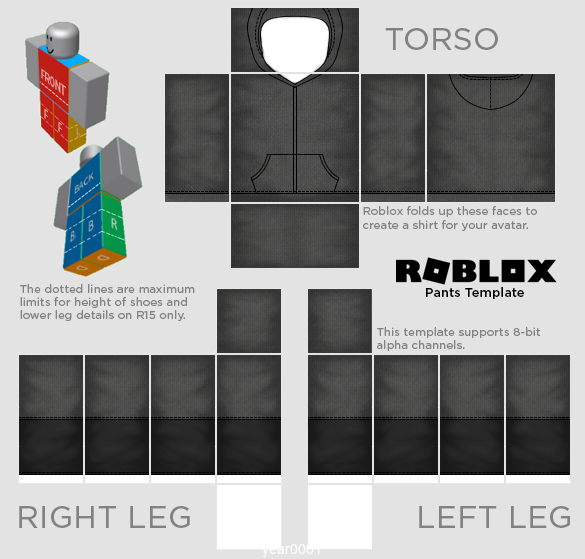 TORSO
FRONT
F F L
BACK
B B R
Roblox folds up these faces to
create a shirt for your avatar.
ROBLOX
Pants Template
The dotted lines are maximum
limits for height of shoes and
lower leg details on R15 only.
This template supports 8-bit
alpha channels.
RIGHT LEG
LEFT LEG